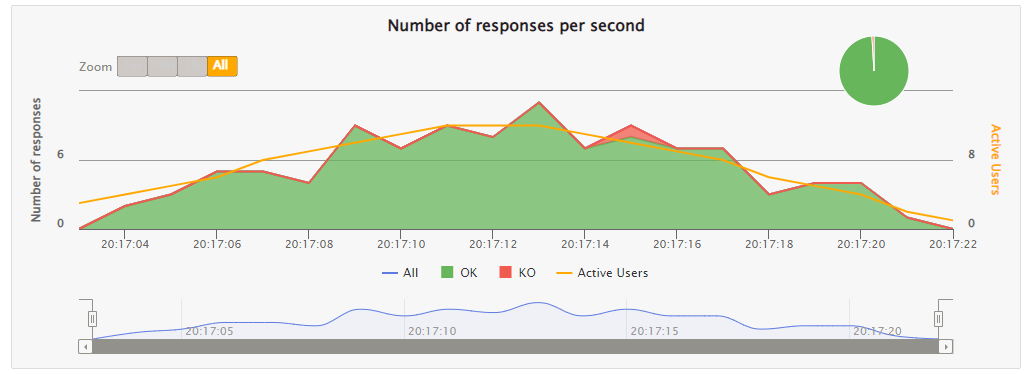 Number of responses per second
Zoom All
Number of responses
6
0
Active Users
8
0
20:17:04 20:17:06 20:17:08 20:17:10 20:17:12 20:17:14 20:17:16 20:17:18 20:17:20 20:17:22
All OK KO Active Users
20:17:05 20:17:10 20:17:15 20:17:20